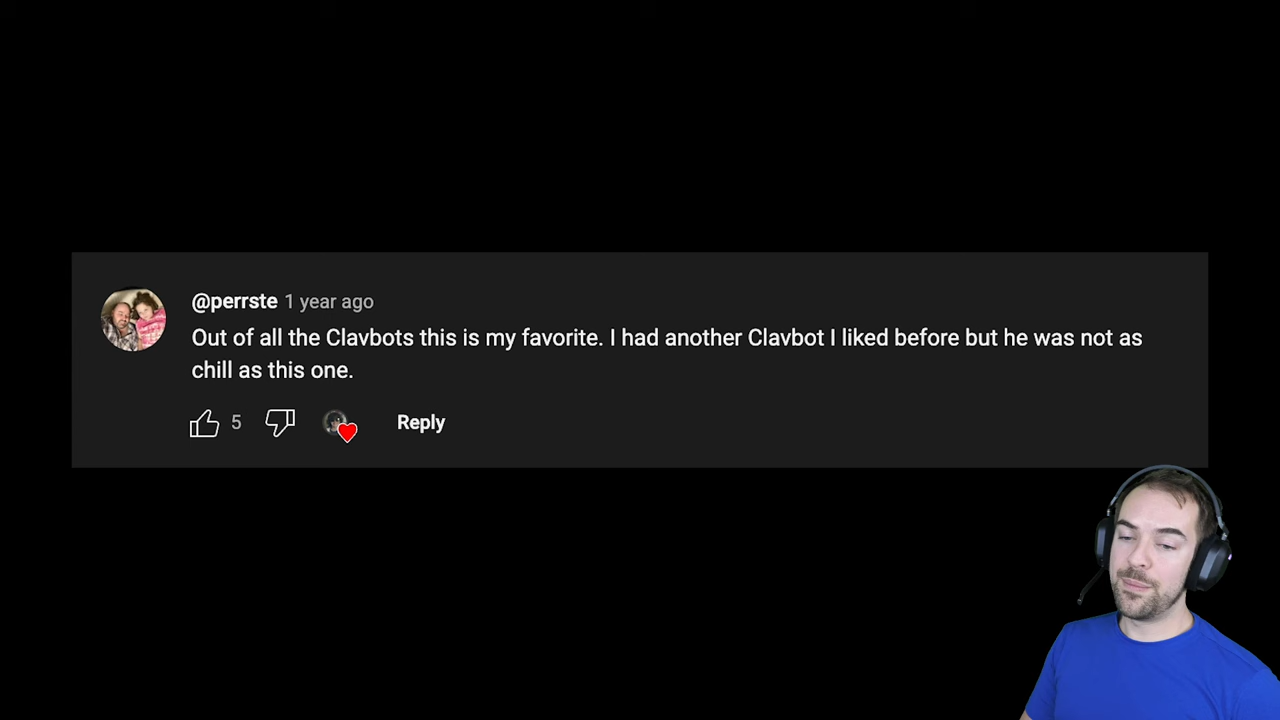 @perrste 1 year ago
Out of all the Clavbots this is my favorite. I had another Clavbot I liked before but he was not as
chill as this one.
5 Reply